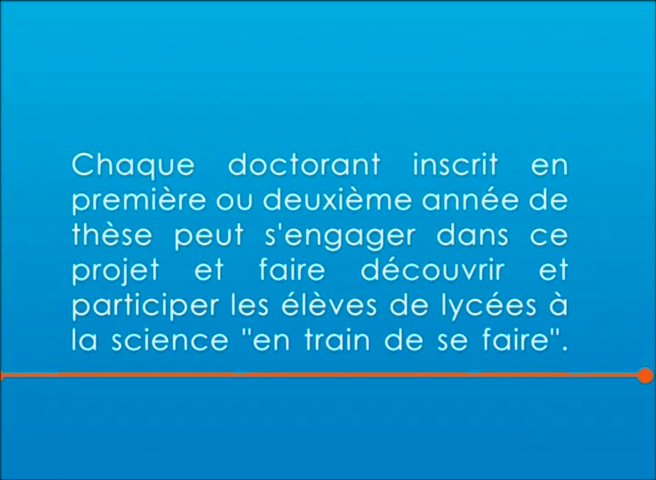 Chaque doctorant inscrit en
première ou deuxième année de
thèse peut s'engager dans ce
projet et faire découvrir et
participer les élèves de lycées à
la science "en train de se faire".